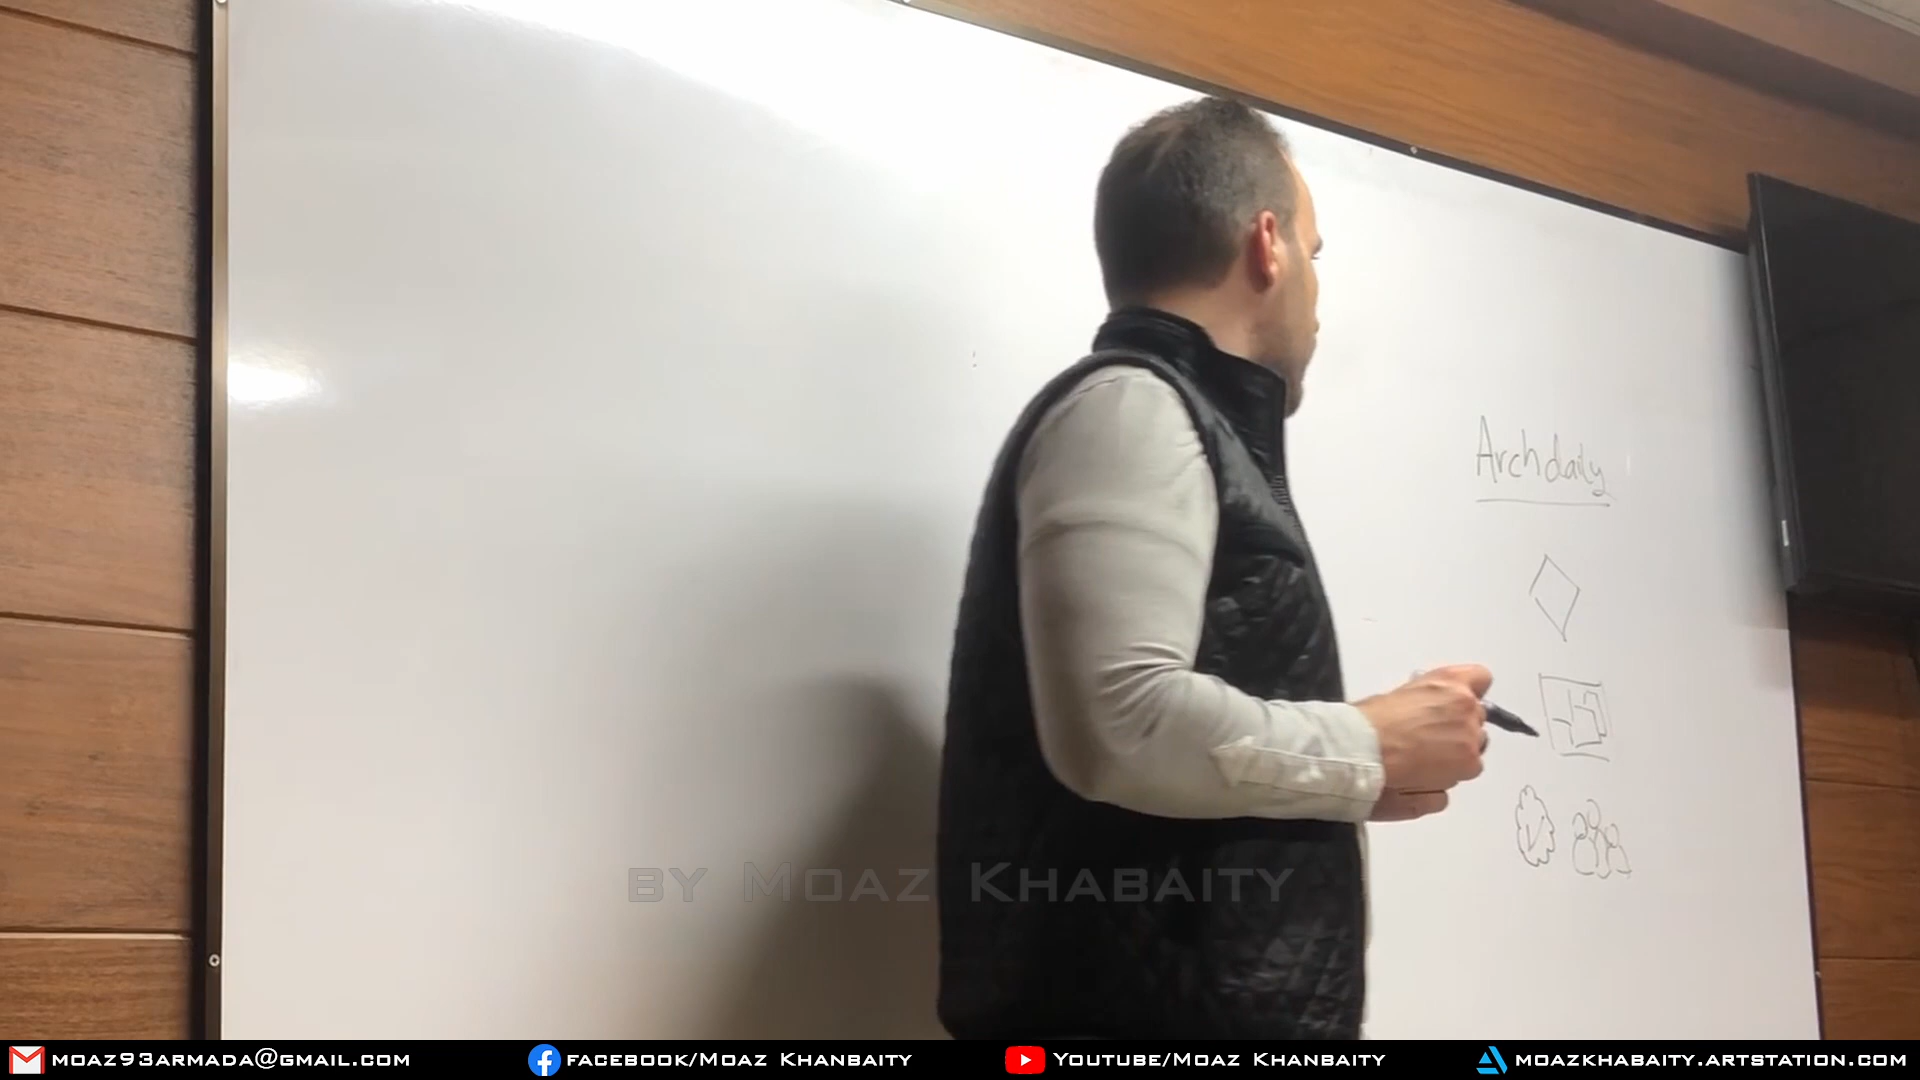 Archdaily
by Moaz Khabaity
moaz93armada@gmail.com
facebook/Moaz Khanbaity
Youtube/Moaz Khanbaity
moazkhabaity.artstation.com